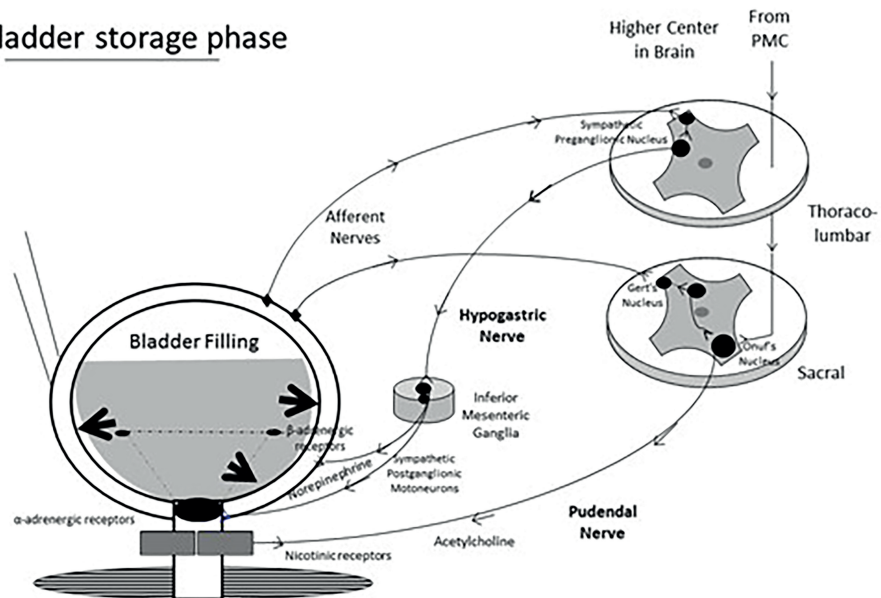 ladder storage phase
Higher Center
in Brain
From
PMC
Sympathetic
Preganglionic Nucleus
Afferent
Nerves
Thoraco-
lumbar
Gert's
Nucleus
Hypogastric
Nerve
Bladder Filling
Onuf's
Nucleus
Sacral
Inferior
Mesenteric
Ganglia
β-adrenergic
receptors
Sympathetic
Postganglionic
Motoneurons
Norepinephrine
α-adrenergic receptors
Pudendal
Nerve
Acetylcholine
Nicotinic receptors